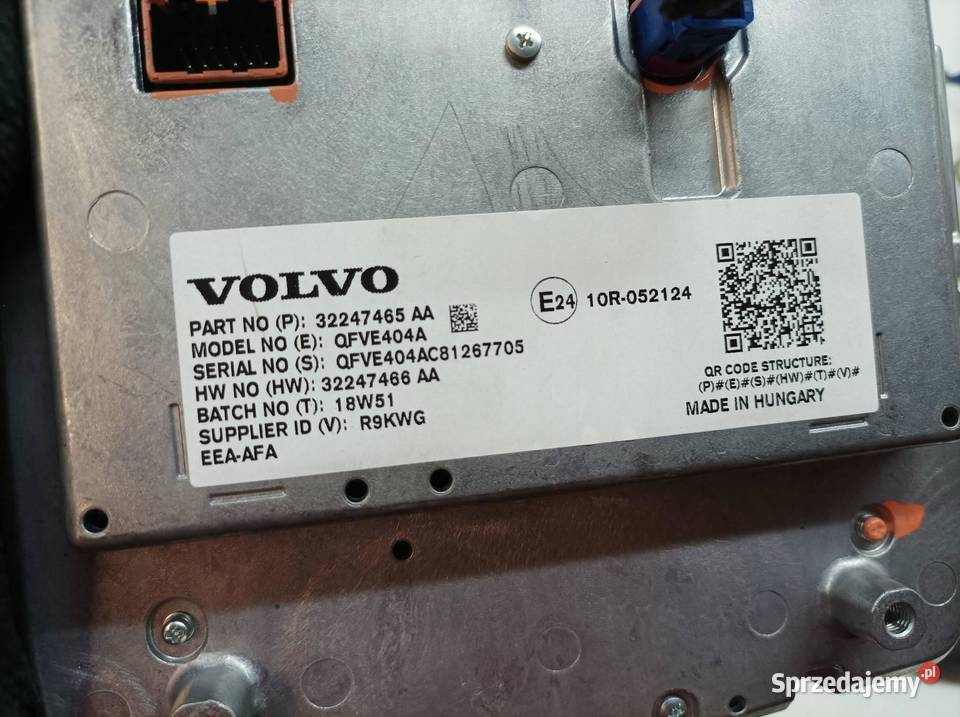 VOLVO
PART NO (P): 32247465 AA
MODEL NO (E): QFVE404A
SERIAL NO (S): QFVE404AC81267705
HW NO (HW): 32247466 AA
BATCH NO (T): 18W51
SUPPLIER ID (V): R9KWG
EEA-AFA
E24 10R-052124
QR CODE STRUCTURE:
(P)#(E)#(S)#(HW)#(T)#(V)#
MADE IN HUNGARY
Sprzedajemy.pl